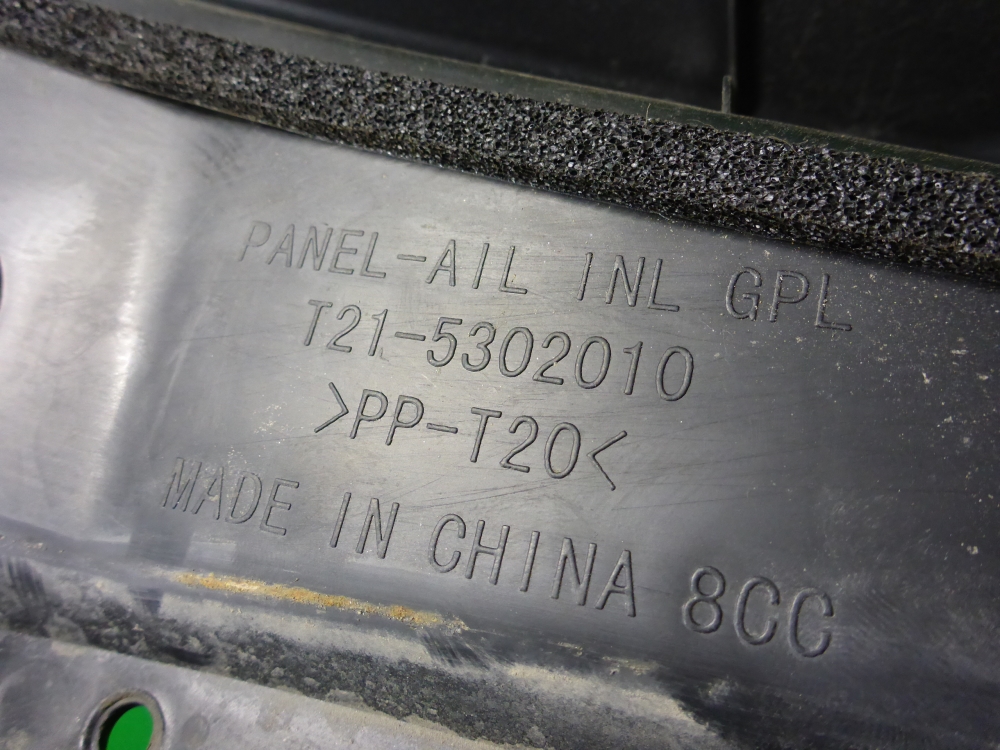 PANEL-AIL INL GPL
T21-5302010
>PP-T20<
MADE IN CHINA 8CC